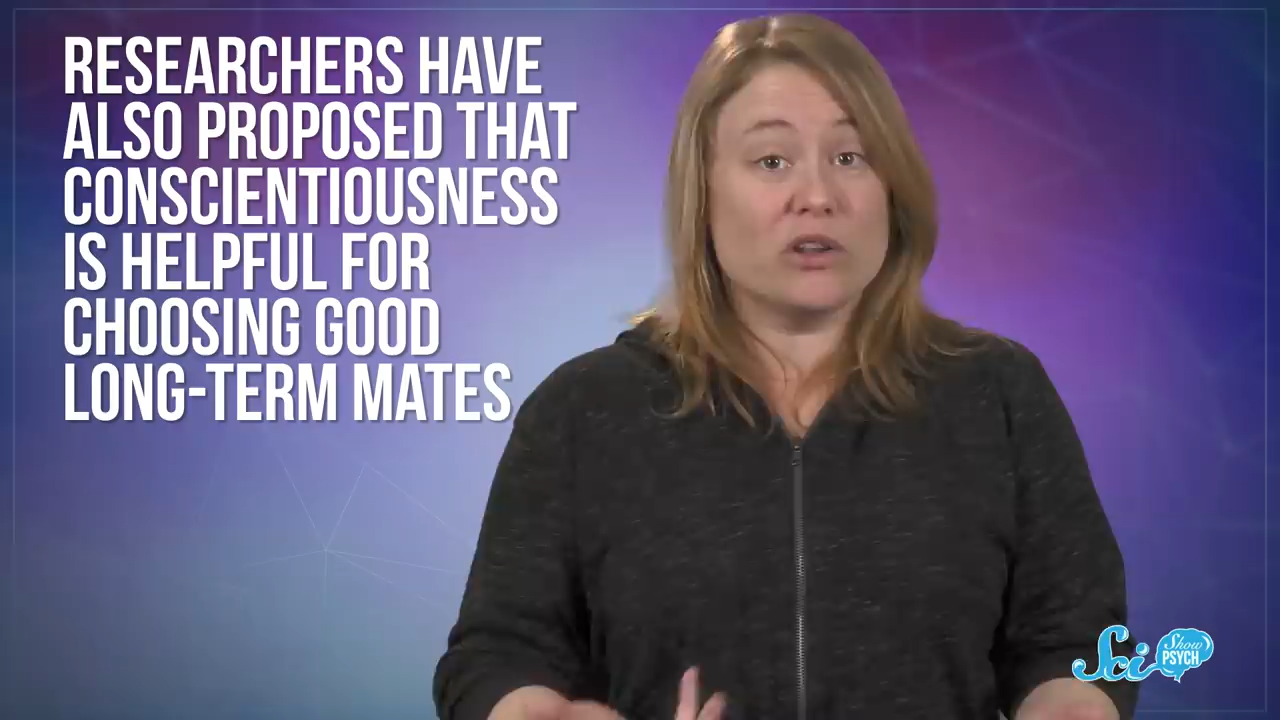 RESEARCHERS HAVE
ALSO PROPOSED THAT
CONSCIENTIOUSNESS
IS HELPFUL FOR
CHOOSING GOOD
LONG-TERM MATES
Sci Show
PSYCH